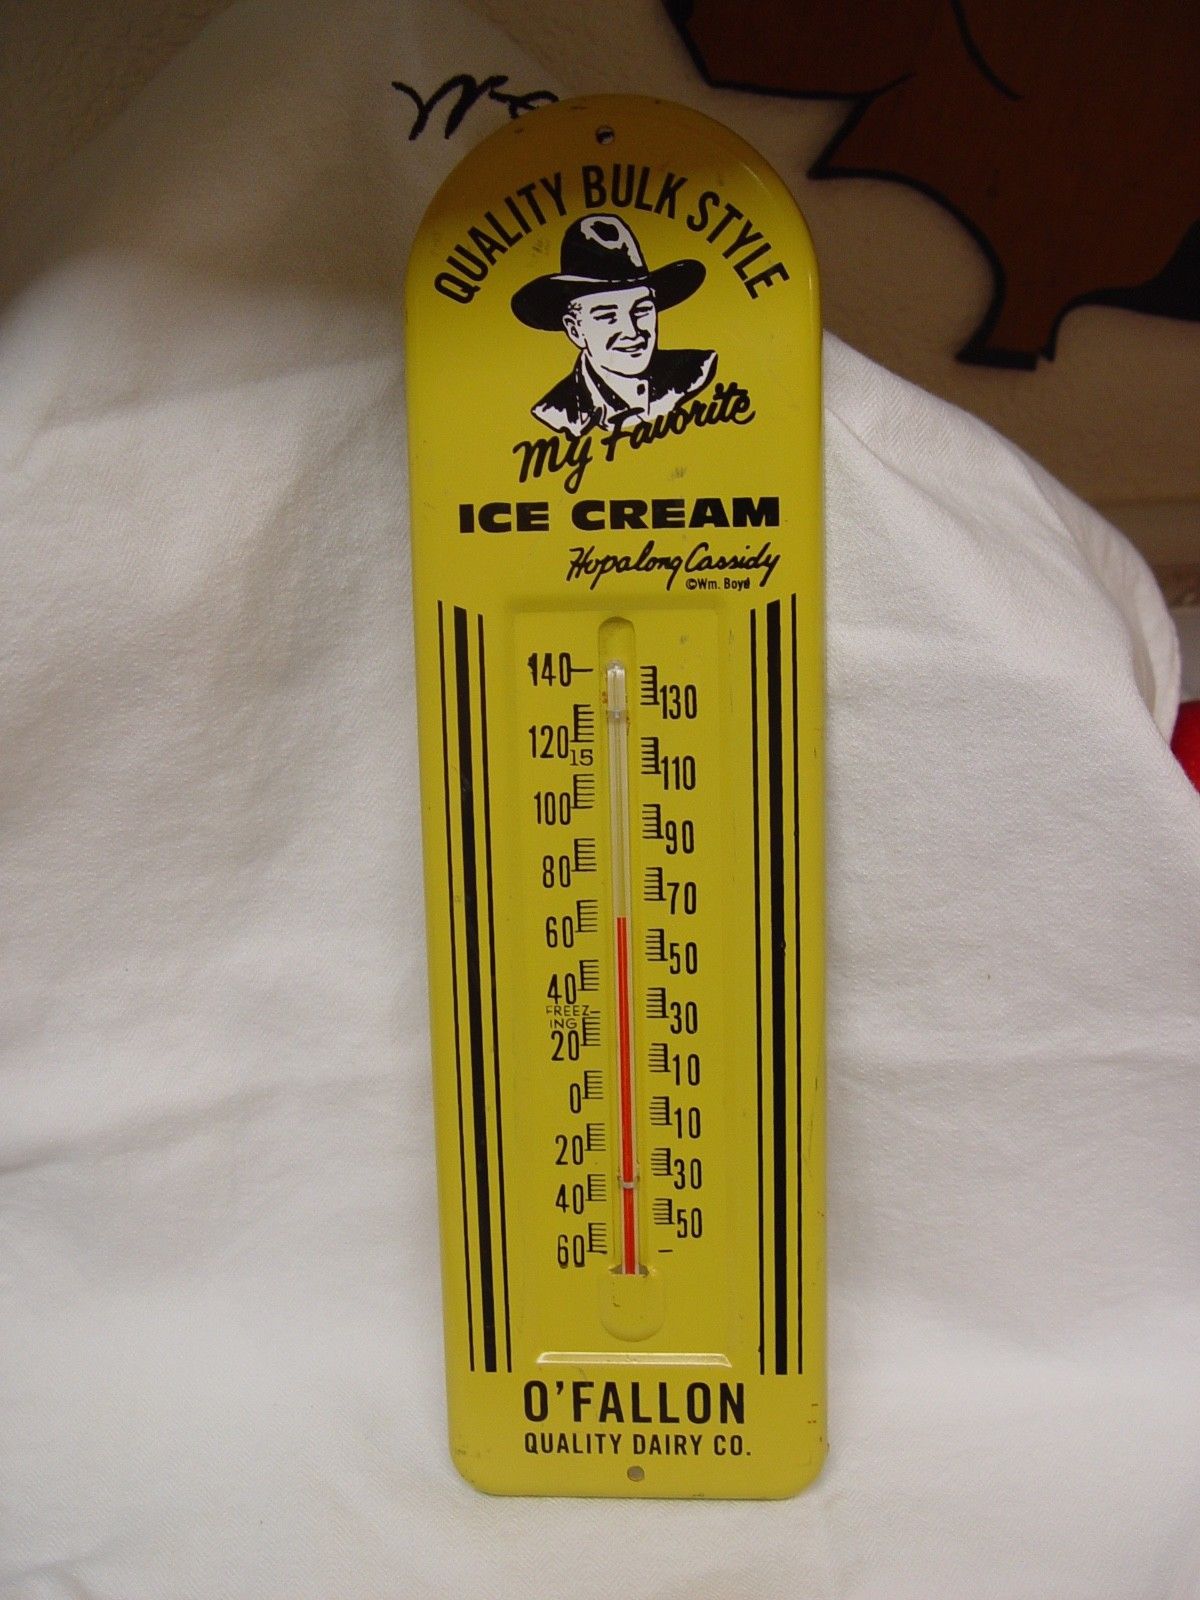 QUALITY BULK STYLE
My Favorite
ICE CREAM
Hopalong Cassidy
©Wm. Boyd
140
130
120
15
110
100
90
80
70
60
50
40
FREEZ-
ING
30
20
10
0
10
20
30
40
50
60
O'FALLON
QUALITY DAIRY CO.